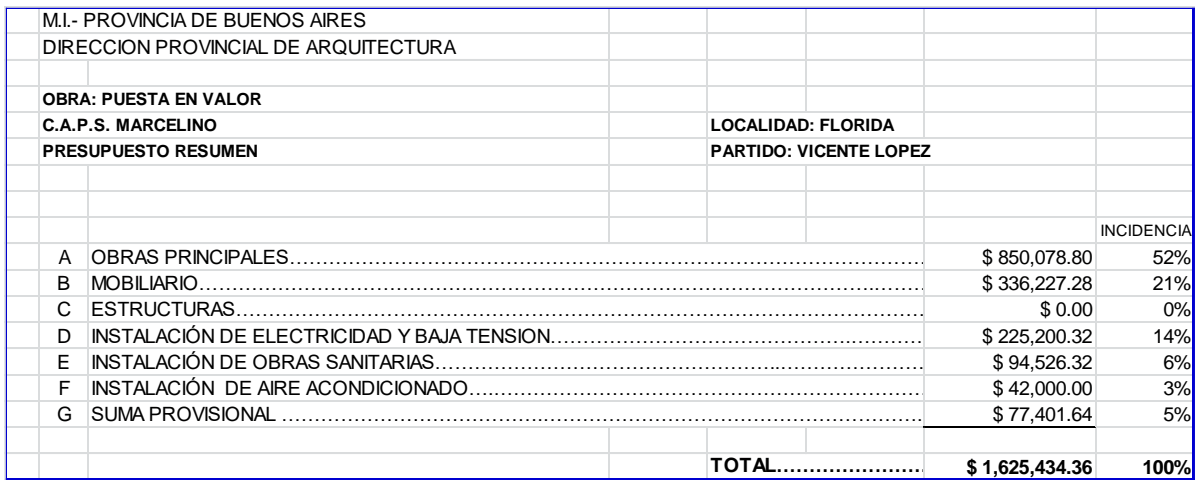 M.I.- PROVINCIA DE BUENOS AIRES
DIRECCION PROVINCIAL DE ARQUITECTURA
OBRA: PUESTA EN VALOR
C.A.P.S. MARCELINO LOCALIDAD: FLORIDA
PRESUPUESTO RESUMEN PARTIDO: VICENTE LOPEZ
INCIDENCIA
A OBRAS PRINCIPALES................ $ 850,078.80 52%
B MOBILIARIO................ $ 336,227.28 21%
C ESTRUCTURAS................ $ 0.00 0%
D INSTALACIÓN DE ELECTRICIDAD Y BAJA TENSION................ $ 225,200.32 14%
E INSTALACIÓN DE OBRAS SANITARIAS................ $ 94,526.32 6%
F INSTALACIÓN DE AIRE ACONDICIONADO................ $ 42,000.00 3%
G SUMA PROVISIONAL ................ $ 77,401.64 5%
TOTAL................ $ 1,625,434.36 100%